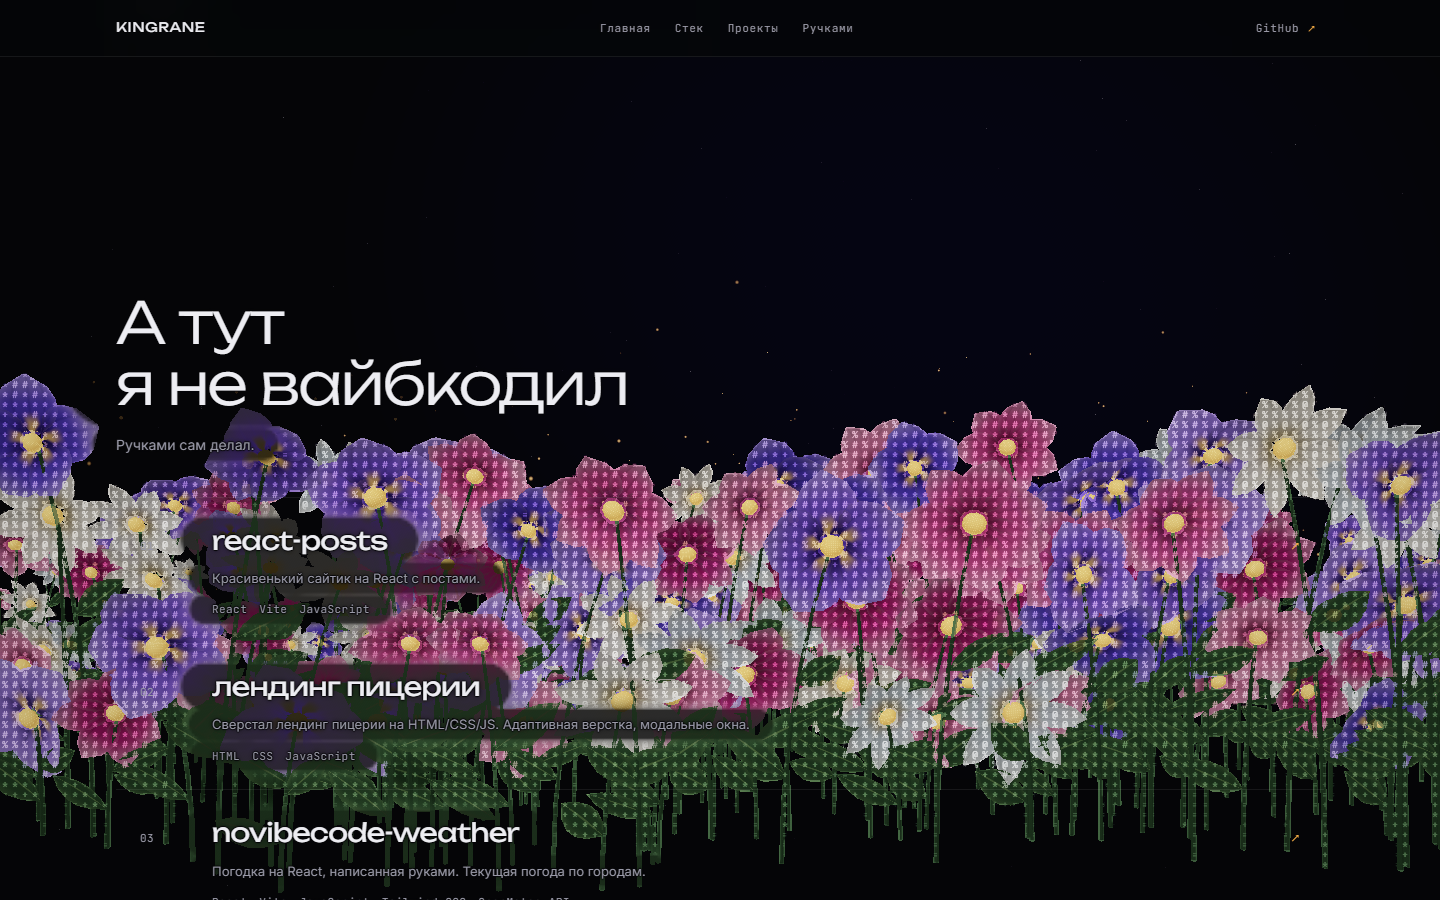 KINGRANE
Главная Стек Проекты Ручками
GitHub ↗
А тут
я не вайбкодил
Ручками сам делал.
react-posts
Красивенький сайтик на React с постами.
React Vite JavaScript
02
лендинг пицерии
Сверстал лендинг пицерии на HTML/CSS/JS. Адаптивная верстка, модальные окна.
HTML CSS JavaScript
03
novibecode-weather
↗
Погодка на React, написанная руками. Текущая погода по городам.